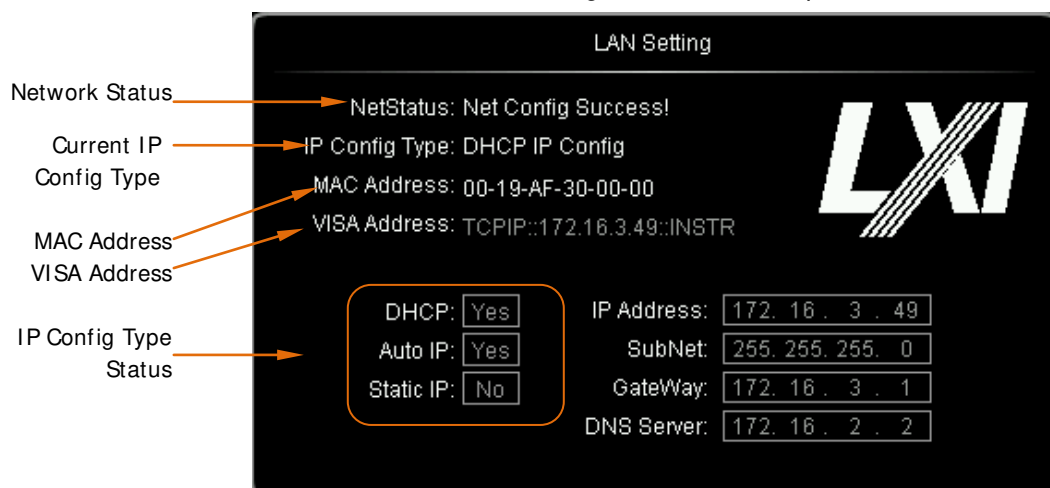 LAN Setting
Network Status
NetStatus: Net Config Success!
Current IP
Config Type
IP Config Type: DHCP IP Config
MAC Address
MAC Address: 00-19-AF-30-00-00
VISA Address
VISA Address: TCPIP::172.16.3.49::INSTR
LXI
IP Config Type
Status
DHCP: Yes
Auto IP: Yes
Static IP: No
IP Address: 172. 16 . 3 . 49
SubNet: 255. 255. 255. 0
GateWay: 172. 16 . 3 . 1
DNS Server: 172. 16 . 2 . 2